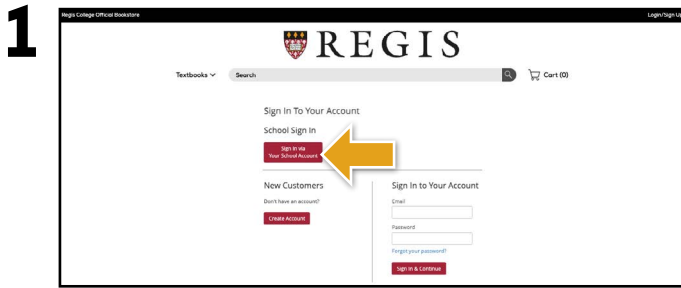 1
Regis College Official Bookstore
Login/Sign Up
REGIS
Textbooks
Search
Cart (0)
Sign In To Your Account
School Sign In
Sign In via
Your School Account
New Customers
Don't have an account?
Create Account
Sign In to Your Account
Email
Password
Forgot your password?
Sign In & Continue